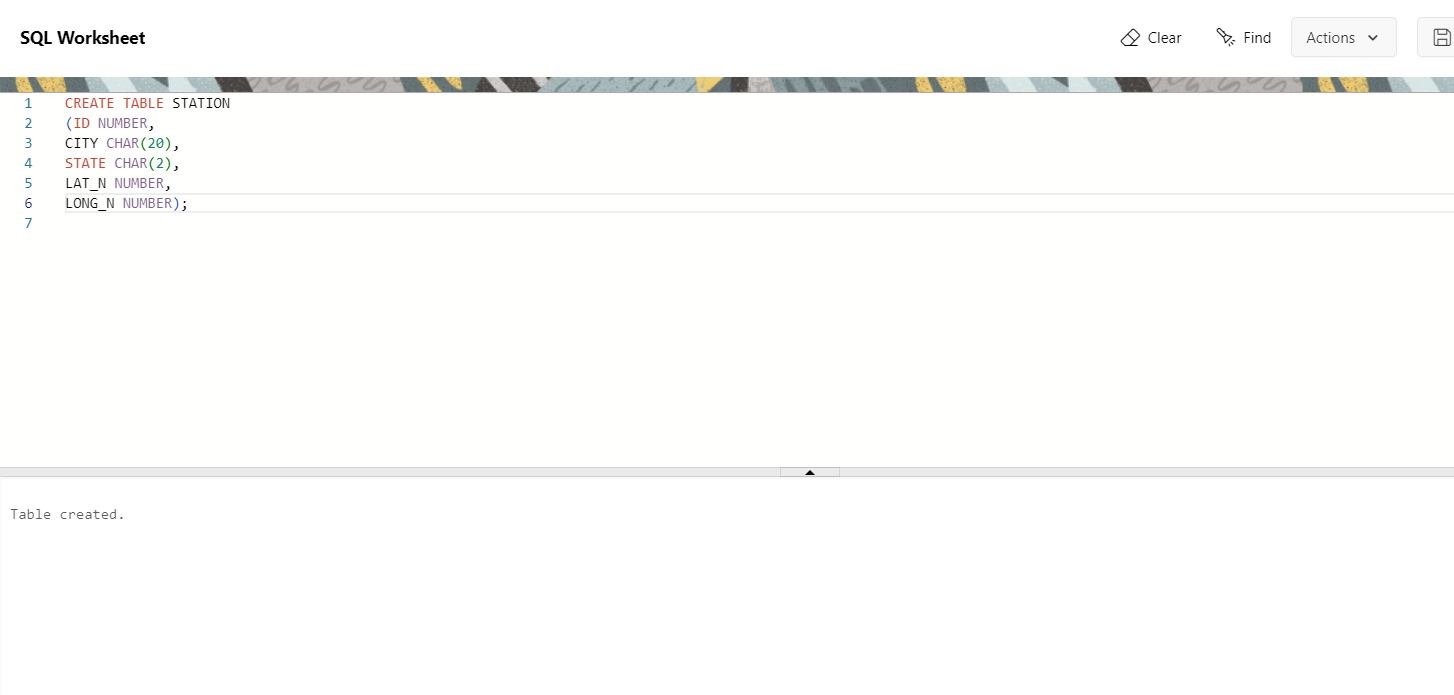 SQL Worksheet
Clear
Find
Actions
1 CREATE TABLE STATION
2 (ID NUMBER,
3 CITY CHAR(20),
4 STATE CHAR(2),
5 LAT_N NUMBER,
6 LONG_N NUMBER);
7
Table created.